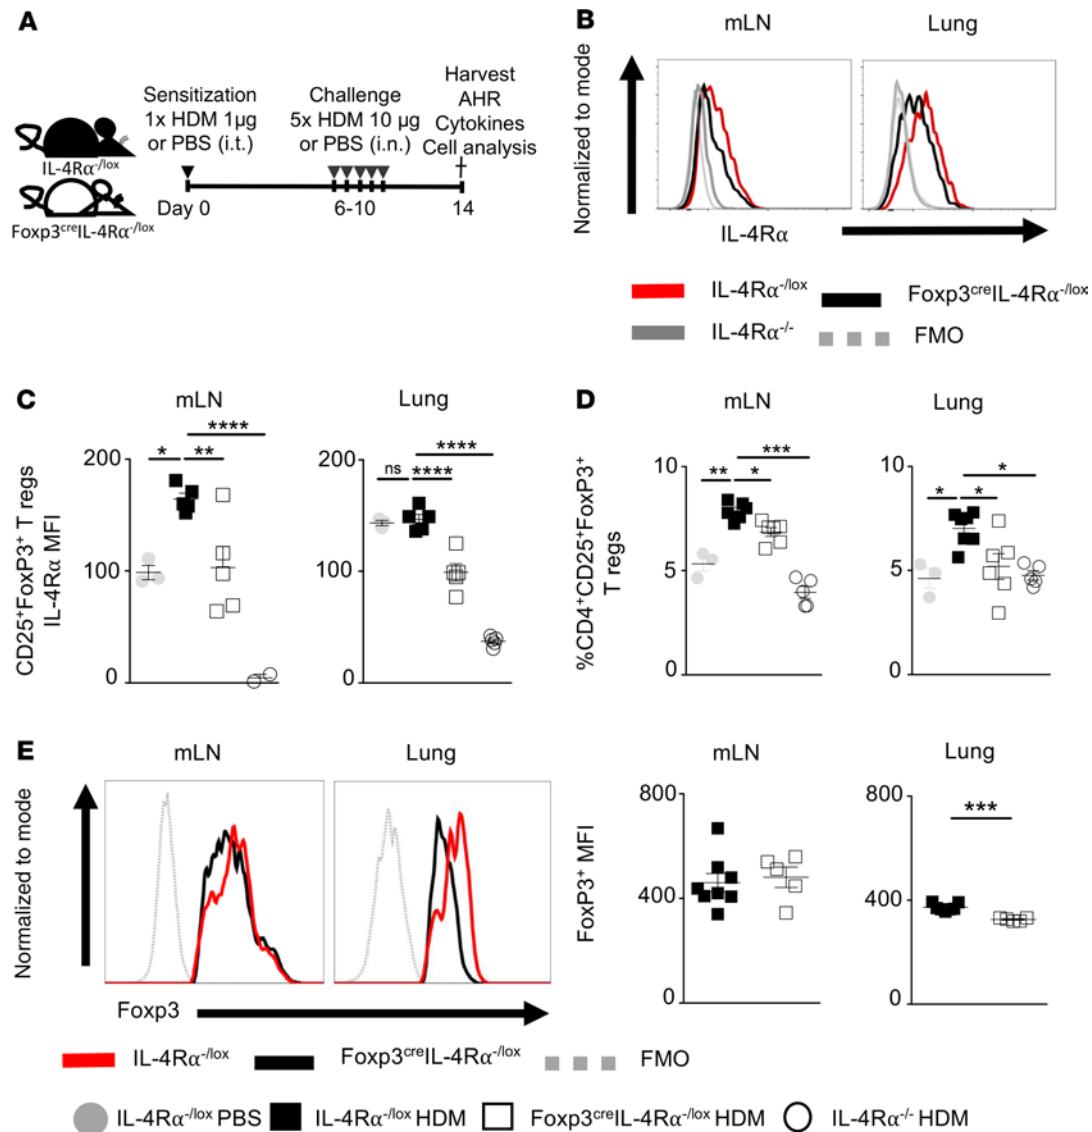 A
Sensitization
1x HDM 1µg
or PBS (i.t.)
Challenge
5x HDM 10 µg
or PBS (i.n.)
Harvest
AHR
Cytokines
Cell analysis
IL-4Rα-/lox
Foxp3creIL-4Rα-/lox
Day 0
6-10
14
B
mLN
Lung
Normalized to mode
IL-4Rα
IL-4Rα-/lox
Foxp3creIL-4Rα-/lox
IL-4Rα-/-
FMO
C
mLN
Lung
CD25+FoxP3+ T regs
IL-4Rα MFI
200
100
0
* ** ****
200
100
0
ns **** ****
D
mLN
Lung
%CD4+CD25+FoxP3+
T regs
10
5
0
** * ***
10
5
0
* * *
E
mLN
Lung
Normalized to mode
Foxp3
IL-4Rα-/lox
Foxp3creIL-4Rα-/lox
FMO
mLN
Lung
FoxP3+ MFI
800
400
0
800
400
0
***
IL-4Rα-/lox PBS
IL-4Rα-/lox HDM
Foxp3creIL-4Rα-/lox HDM
IL-4Rα-/- HDM